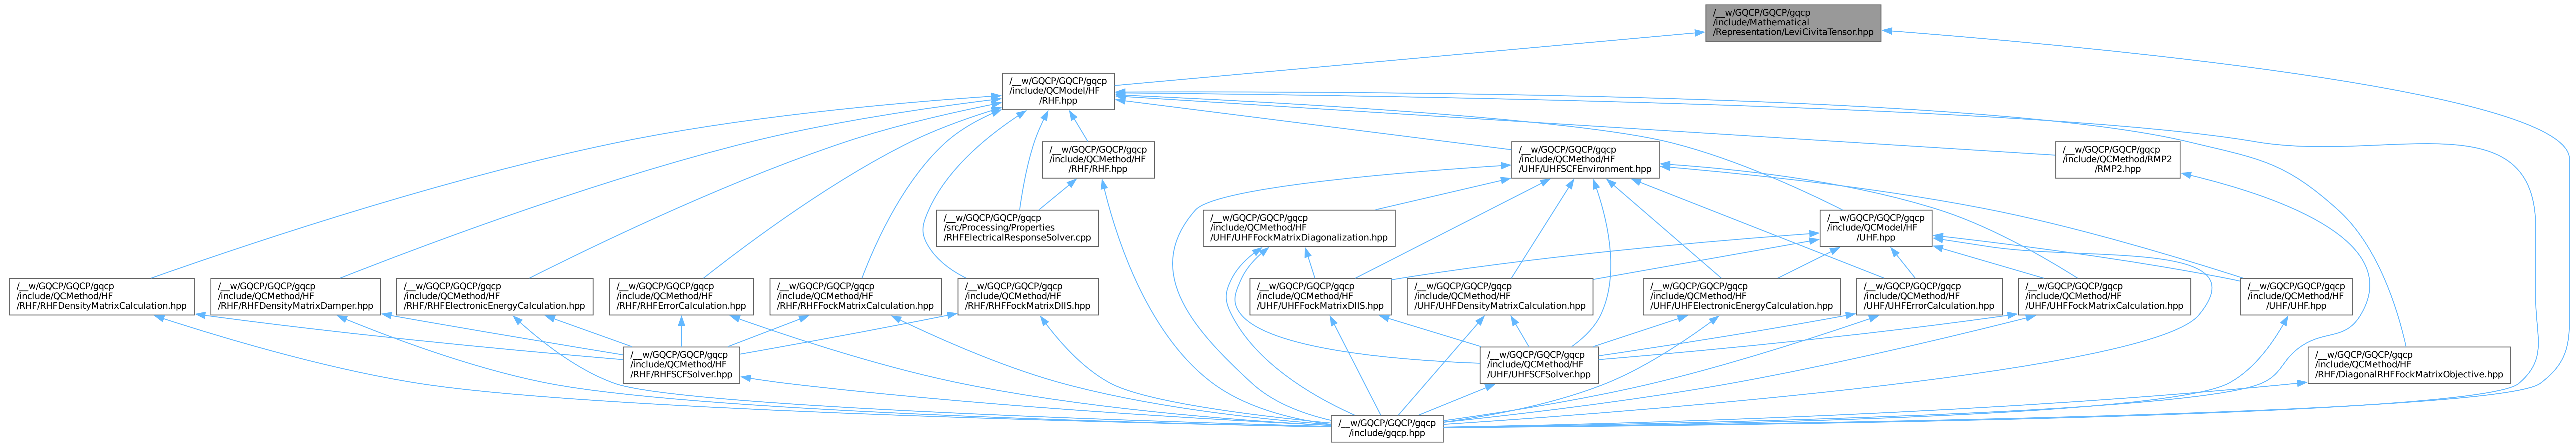 /__w/GQCP/GQCP/gqcp
/include/Mathematical
/Representation/LeviCivitaTensor.hpp
/__w/GQCP/GQCP/gqcp
/include/QCModel/HF
/RHF.hpp
/__w/GQCP/GQCP/gqcp
/include/QCMethod/HF
/RHF/RHF.hpp
/__w/GQCP/GQCP/gqcp
/include/QCMethod/HF
/UHF/UHFSCFEnvironment.hpp
/__w/GQCP/GQCP/gqcp
/include/QCMethod/RMP2
/RMP2.hpp
/__w/GQCP/GQCP/gqcp
/src/Processing/Properties
/RHFElectricalResponseSolver.cpp
/__w/GQCP/GQCP/gqcp
/include/QCMethod/HF
/UHF/UHFFockMatrixDiagonalization.hpp
/__w/GQCP/GQCP/gqcp
/include/QCModel/HF
/UHF.hpp
/__w/GQCP/GQCP/gqcp
/include/QCMethod/HF
/RHF/RHFDensityMatrixCalculation.hpp
/__w/GQCP/GQCP/gqcp
/include/QCMethod/HF
/RHF/RHFDensityMatrixDamper.hpp
/__w/GQCP/GQCP/gqcp
/include/QCMethod/HF
/RHF/RHFElectronicEnergyCalculation.hpp
/__w/GQCP/GQCP/gqcp
/include/QCMethod/HF
/RHF/RHFErrorCalculation.hpp
/__w/GQCP/GQCP/gqcp
/include/QCMethod/HF
/RHF/RHFFockMatrixCalculation.hpp
/__w/GQCP/GQCP/gqcp
/include/QCMethod/HF
/RHF/RHFFockMatrixDIIS.hpp
/__w/GQCP/GQCP/gqcp
/include/QCMethod/HF
/UHF/UHFFockMatrixDIIS.hpp
/__w/GQCP/GQCP/gqcp
/include/QCMethod/HF
/UHF/UHFDensityMatrixCalculation.hpp
/__w/GQCP/GQCP/gqcp
/include/QCMethod/HF
/UHF/UHFElectronicEnergyCalculation.hpp
/__w/GQCP/GQCP/gqcp
/include/QCMethod/HF
/UHF/UHFErrorCalculation.hpp
/__w/GQCP/GQCP/gqcp
/include/QCMethod/HF
/UHF/UHFFockMatrixCalculation.hpp
/__w/GQCP/GQCP/gqcp
/include/QCMethod/HF
/UHF/UHF.hpp
/__w/GQCP/GQCP/gqcp
/include/QCMethod/HF
/RHF/RHFSCFSolver.hpp
/__w/GQCP/GQCP/gqcp
/include/QCMethod/HF
/UHF/UHFSCFSolver.hpp
/__w/GQCP/GQCP/gqcp
/include/QCMethod/HF
/RHF/DiagonalRHFFockMatrixObjective.hpp
/__w/GQCP/GQCP/gqcp
/include/gqcp.hpp